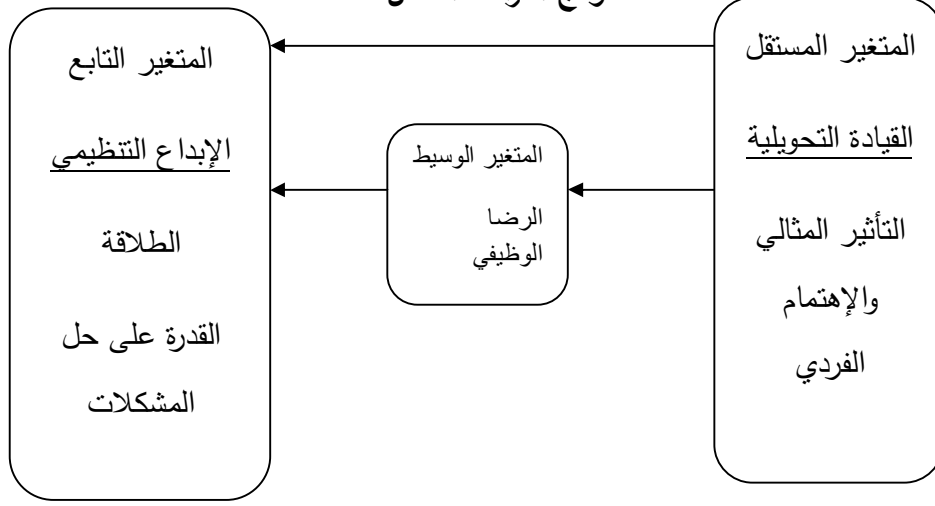 المتغير المستقل
القيادة التحويلية
التأثير المثالي
والإهتمام
الفردي
المتغير الوسيط
الرضا
الوظيفي
المتغير التابع
الإبداع التنظيمي
الطلاقة
القدرة على حل
المشكلات